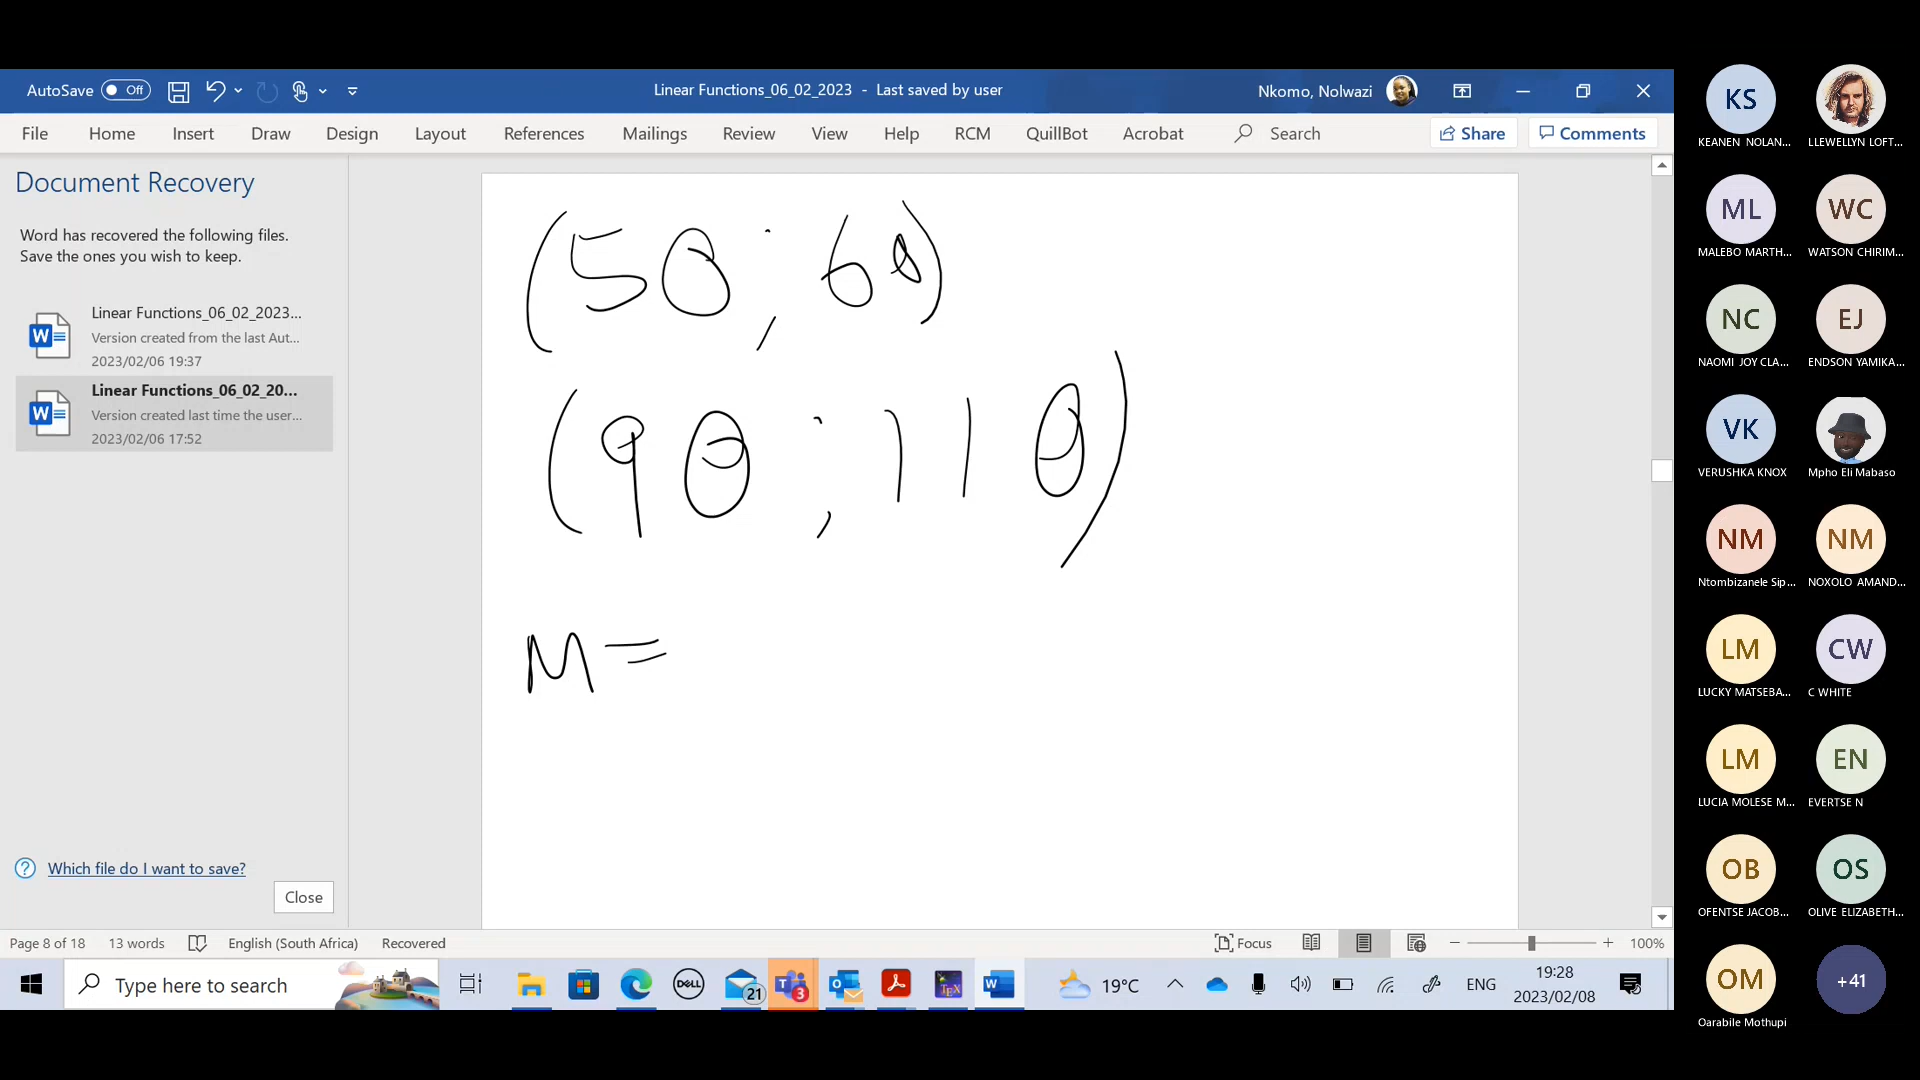 AutoSave Off Linear Functions_06_02_2023 - Last saved by user Nkomo, Nolwazi
File Home Insert Draw Design Layout References Mailings Review View Help RCM QuillBot Acrobat Search Share Comments
Document Recovery
Word has recovered the following files.
Save the ones you wish to keep.
Linear Functions_06_02_2023...
Version created from the last Aut...
2023/02/06 19:37
Linear Functions_06_02_20...
Version created last time the user...
2023/02/06 17:52
Which file do I want to save?
Close
(50 ; 60)
(90 ; 110)
M =
Page 8 of 18 13 words English (South Africa) Recovered Focus 100%
Type here to search DELL 21 T 3 TEX W 19°C ENG 19:28
2023/02/08
KS
KEANEN NOLAN... LLEWELLYN LOFT...
ML WC
MALEBO MARTH... WATSON CHIRIM...
NC EJ
NAOMI JOY CLA... ENDSON YAMIKA...
VK
VERUSHKA KNOX Mpho Eli Mabaso
NM NM
Ntombizanele Sip... NOXOLO AMAND...
LM CW
LUCKY MATSEBA... C WHITE
LM EN
LUCIA MOLESE M... EVERTSE N
OB OS
OFENTSE JACOB... OLIVE ELIZABETH...
OM +41
Oarabile Mothupi